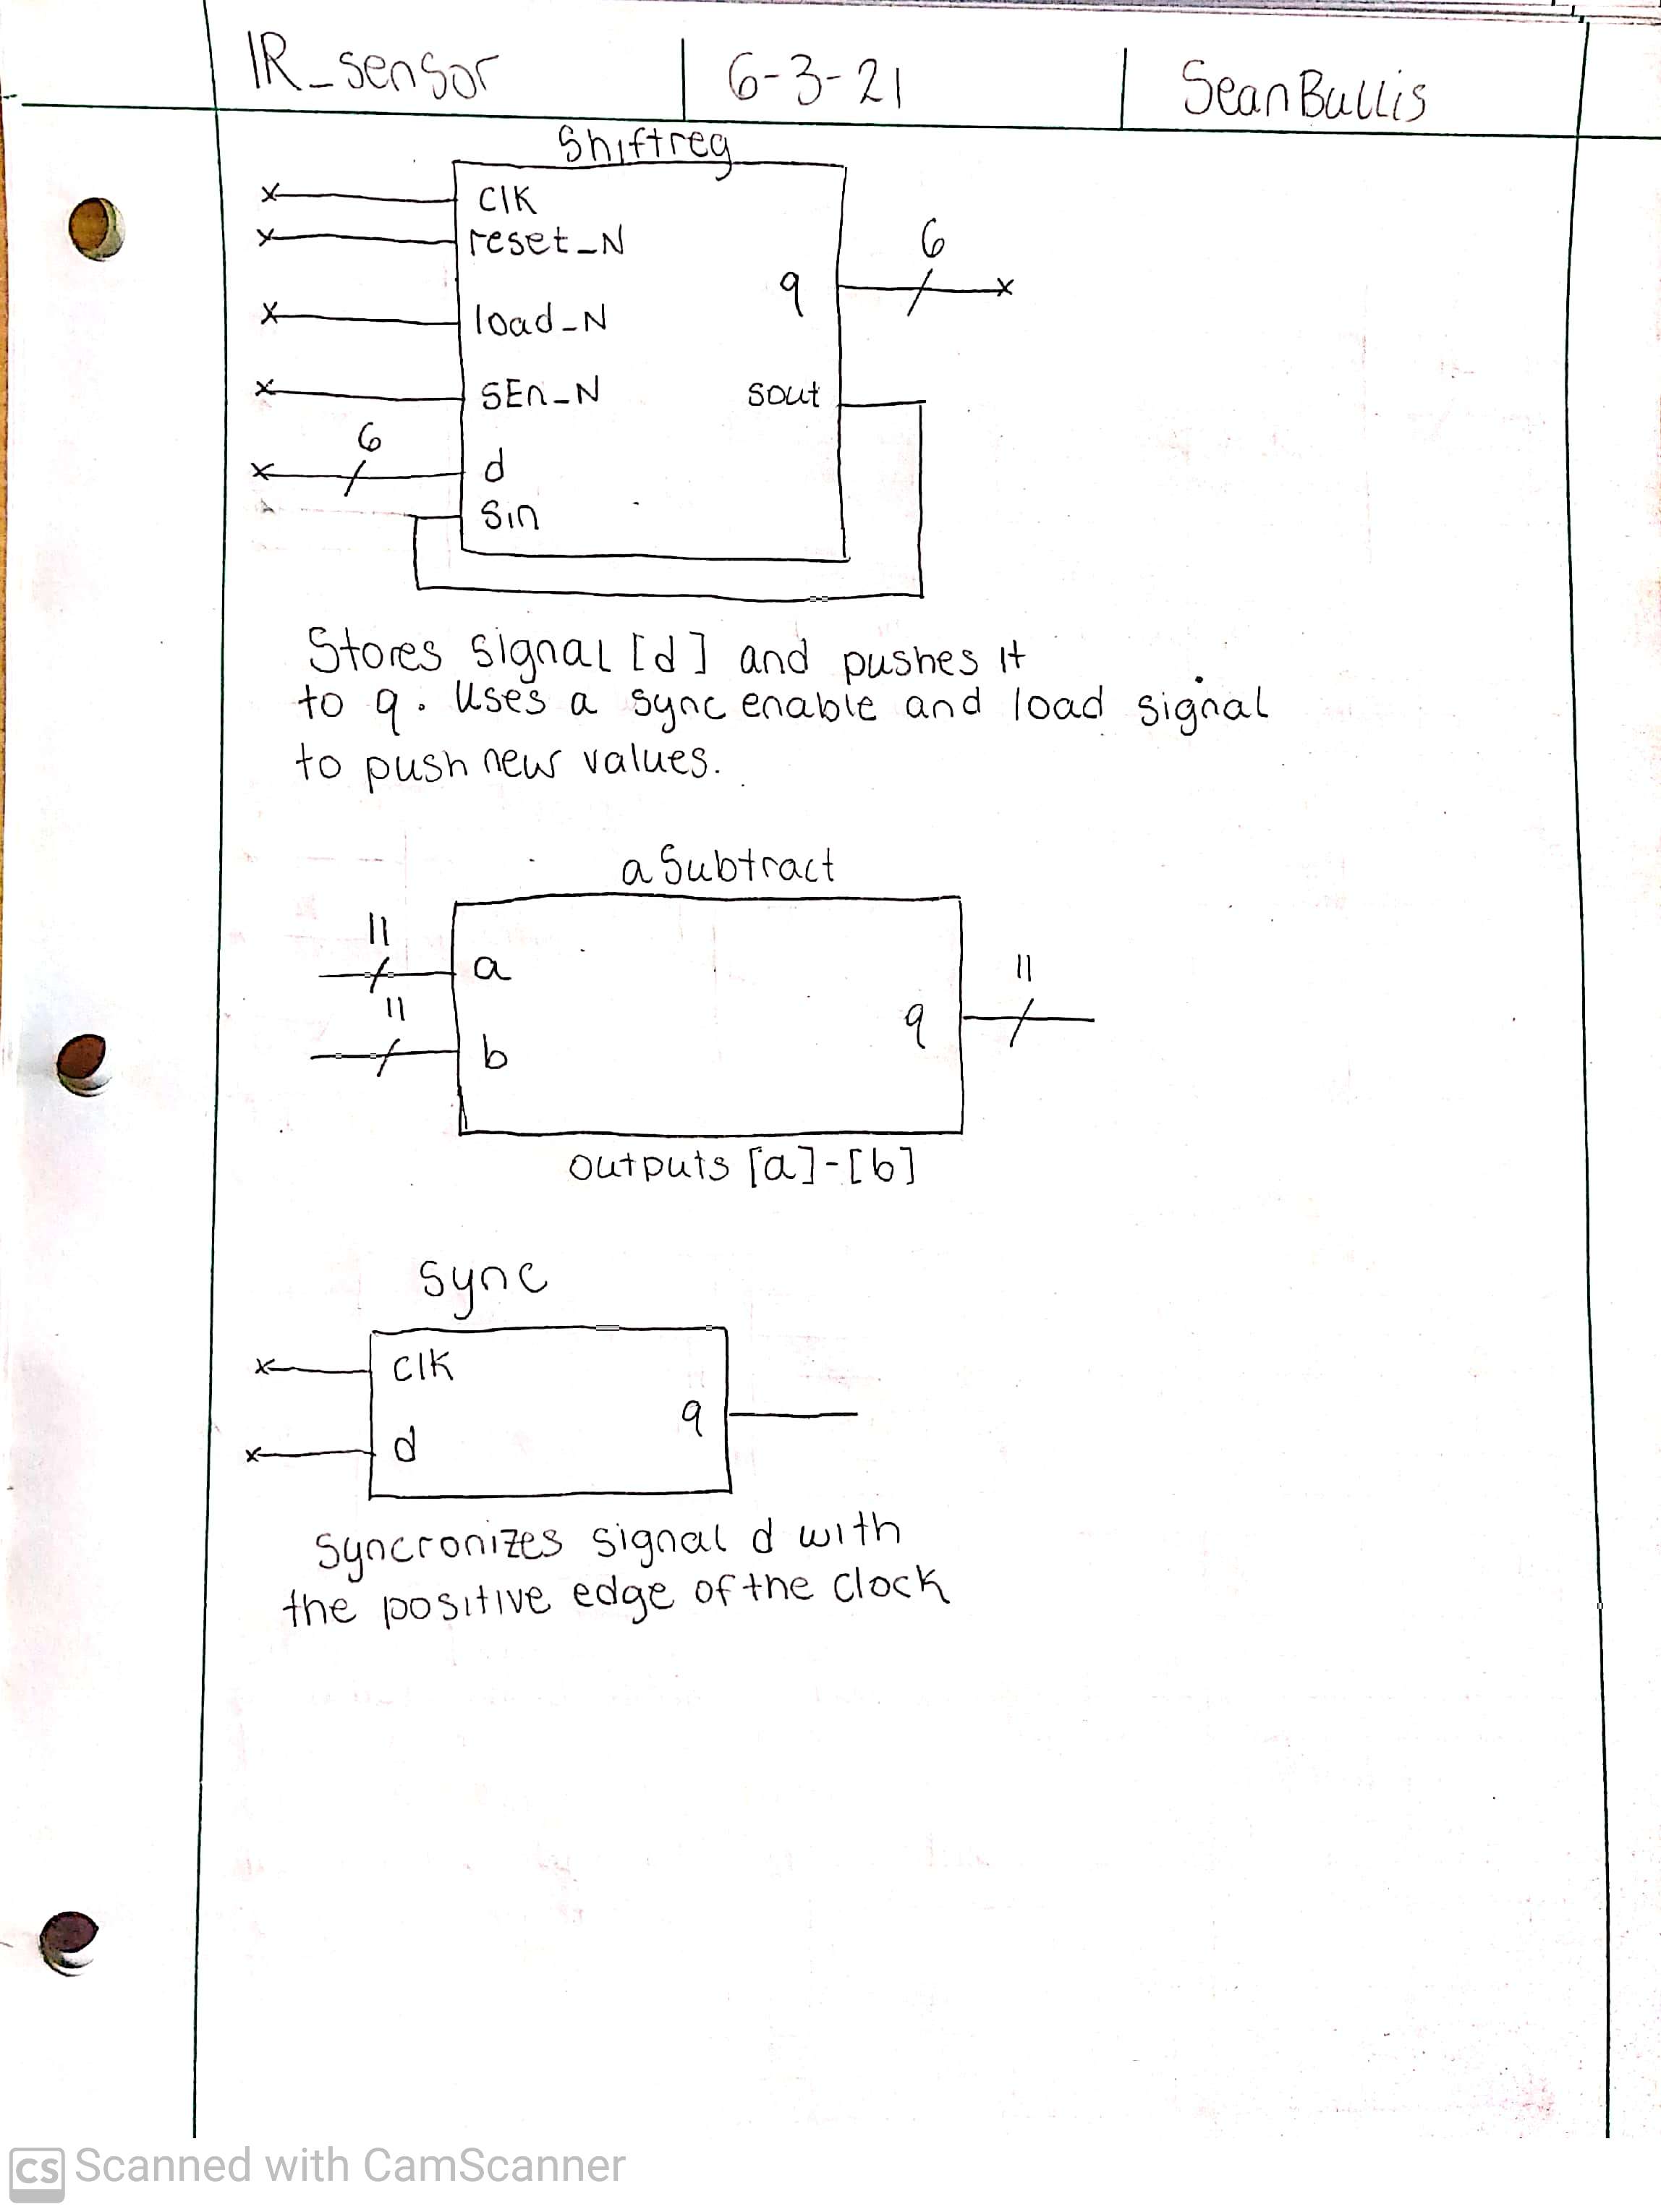 IR_sensor | 6-3-21 | Sean Bullis
Shiftreg
clk
reset_N
6
q
load_N
SEn_N
sout
6
d
Sin
Stores signal [d] and pushes it
to q. Uses a sync enable and load signal
to push new values.
a Subtract
11
a
11
11
q
b
outputs [a]-[b]
Sync
clk
q
d
Syncronizes signal d with
the positive edge of the clock
CS Scanned with CamScanner